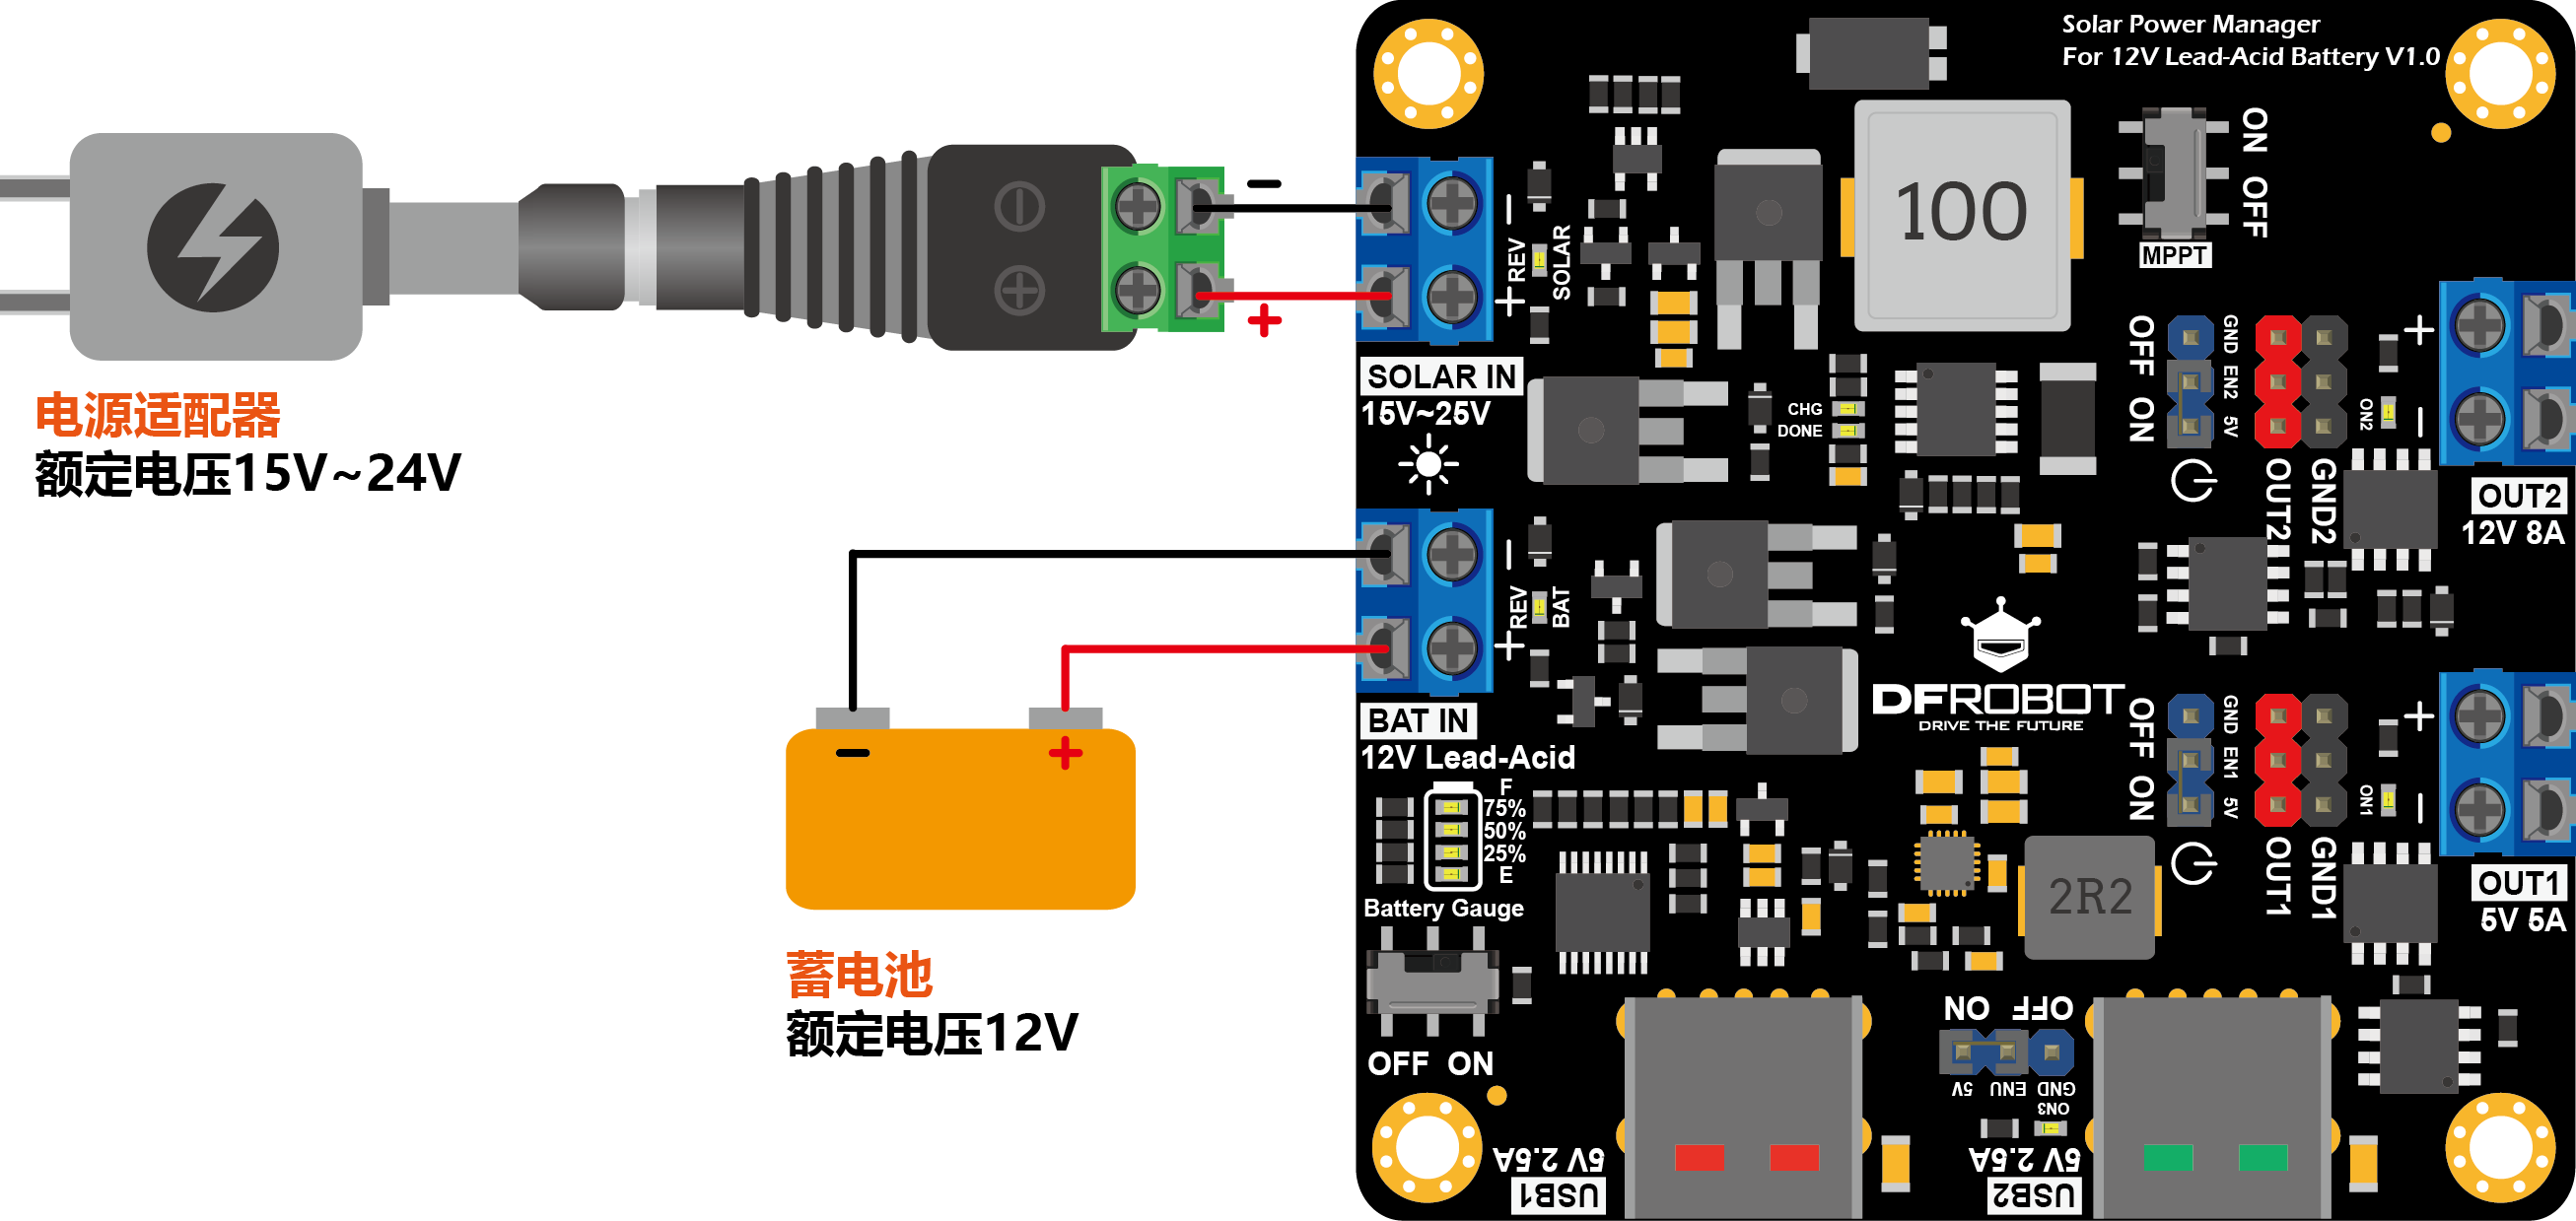 Solar Power Manager
For 12V Lead-Acid Battery V1.0
100
ON
OFF
MPPT
−
+
REV
SOLAR
SOLAR IN
15V~25V
电源适配器
额定电压15V~24V
CHG
DONE
OFF
ON
GND
EN2
5V
OUT2
GND2
ON2
+
−
OUT2
12V 8A
−
+
REV
BAT
BAT IN
12V Lead-Acid
−
+
蓄电池
额定电压12V
DFROBOT
DRIVE THE FUTURE
F
75%
50%
25%
E
Battery Gauge
OFF ON
OFF
ON
GND
EN1
5V
OUT1
GND1
ON1
+
−
OUT1
5V 5A
2R2
ON OFF
5V ENU GND
ON3
5V 2.5A
USB1
5V 2.5A
USB2